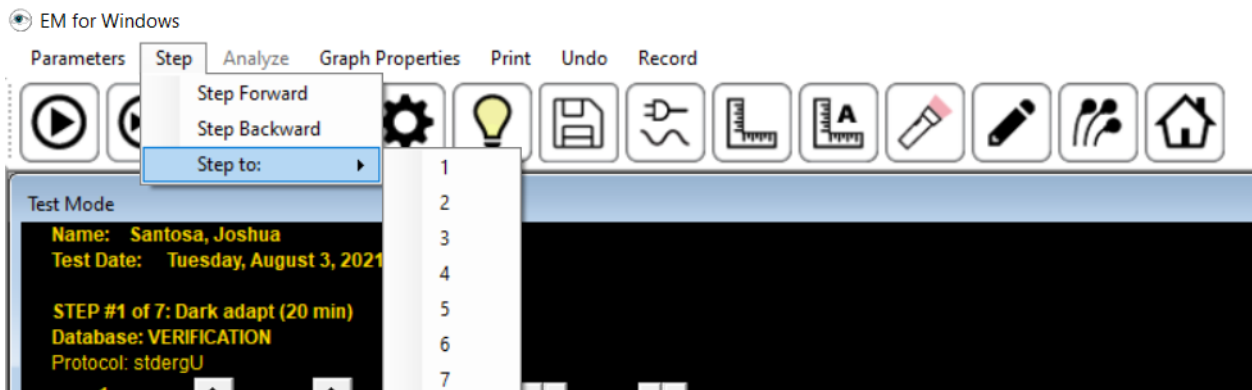 EM for Windows
Parameters Step Analyze Graph Properties Print Undo Record
Step Forward
Step Backward
Step to:
1
2
3
4
5
6
7
A
Test Mode
Name: Santosa, Joshua
Test Date: Tuesday, August 3, 2021
STEP #1 of 7: Dark adapt (20 min)
Database: VERIFICATION
Protocol: stdergU